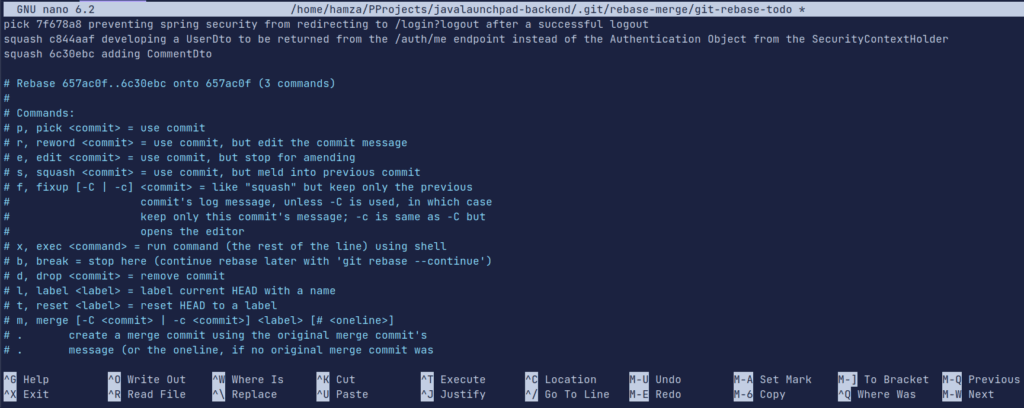 GNU nano 6.2 /home/hamza/PProjects/javalaunchpad-backend/.git/rebase-merge/git-rebase-todo *
pick 7f678a8 preventing spring security from redirecting to /login?logout after a successful logout
squash c844aaf developing a UserDto to be returned from the /auth/me endpoint instead of the Authentication Object from the SecurityContextHolder
squash 6c30ebc adding CommentDto

# Rebase 657ac0f..6c30ebc onto 657ac0f (3 commands)
#
# Commands:
# p, pick <commit> = use commit
# r, reword <commit> = use commit, but edit the commit message
# e, edit <commit> = use commit, but stop for amending
# s, squash <commit> = use commit, but meld into previous commit
# f, fixup [-C | -c] <commit> = like "squash" but keep only the previous
#                    commit's log message, unless -C is used, in which case
#                    keep only this commit's message; -c is same as -C but
#                    opens the editor
# x, exec <command> = run command (the rest of the line) using shell
# b, break = stop here (continue rebase later with 'git rebase --continue')
# d, drop <commit> = remove commit
# l, label <label> = label current HEAD with a name
# t, reset <label> = reset HEAD to a label
# m, merge [-C <commit> | -c <commit>] <label> [# <oneline>]
# .       create a merge commit using the original merge commit's
# .       message (or the oneline, if no original merge commit was

^G Help ^O Write Out ^W Where Is ^K Cut ^T Execute ^C Location M-U Undo M-A Set Mark M-] To Bracket M-Q Previous
^X Exit ^R Read File ^\ Replace ^U Paste ^J Justify ^/ Go To Line M-E Redo M-6 Copy ^Q Where Was M-W Next